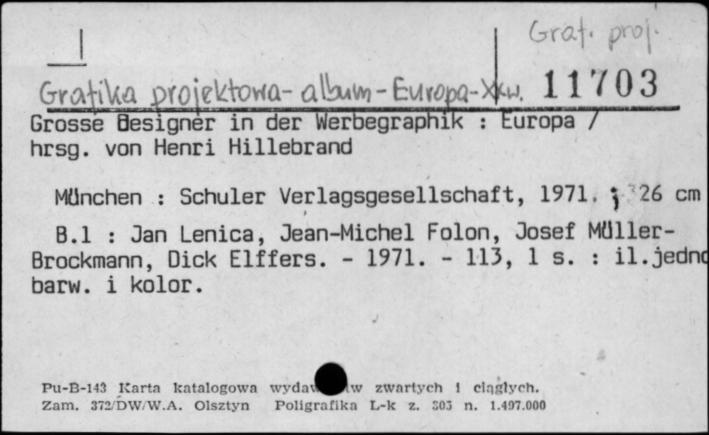 Graf. proj.
Grafika projektowa - album - Europa - XXw. 11703
Grosse Designer in der Werbegraphik : Europa /
hrsg. von Henri Hillebrand
München : Schuler Verlagsgesellschaft, 1971. ; 26 cm
B.1 : Jan Lenica, Jean-Michel Folon, Josef Müller-
Brockmann, Dick Elffers. - 1971. - 113, 1 s. : il.jedno
barw. i kolor.
Pu-B-143 Karta katalogowa wydaw w zwartych i ciągłych.
Zam. 372/DW/W.A. Olsztyn Poligrafika L-k z. 303 n. 1.497.000